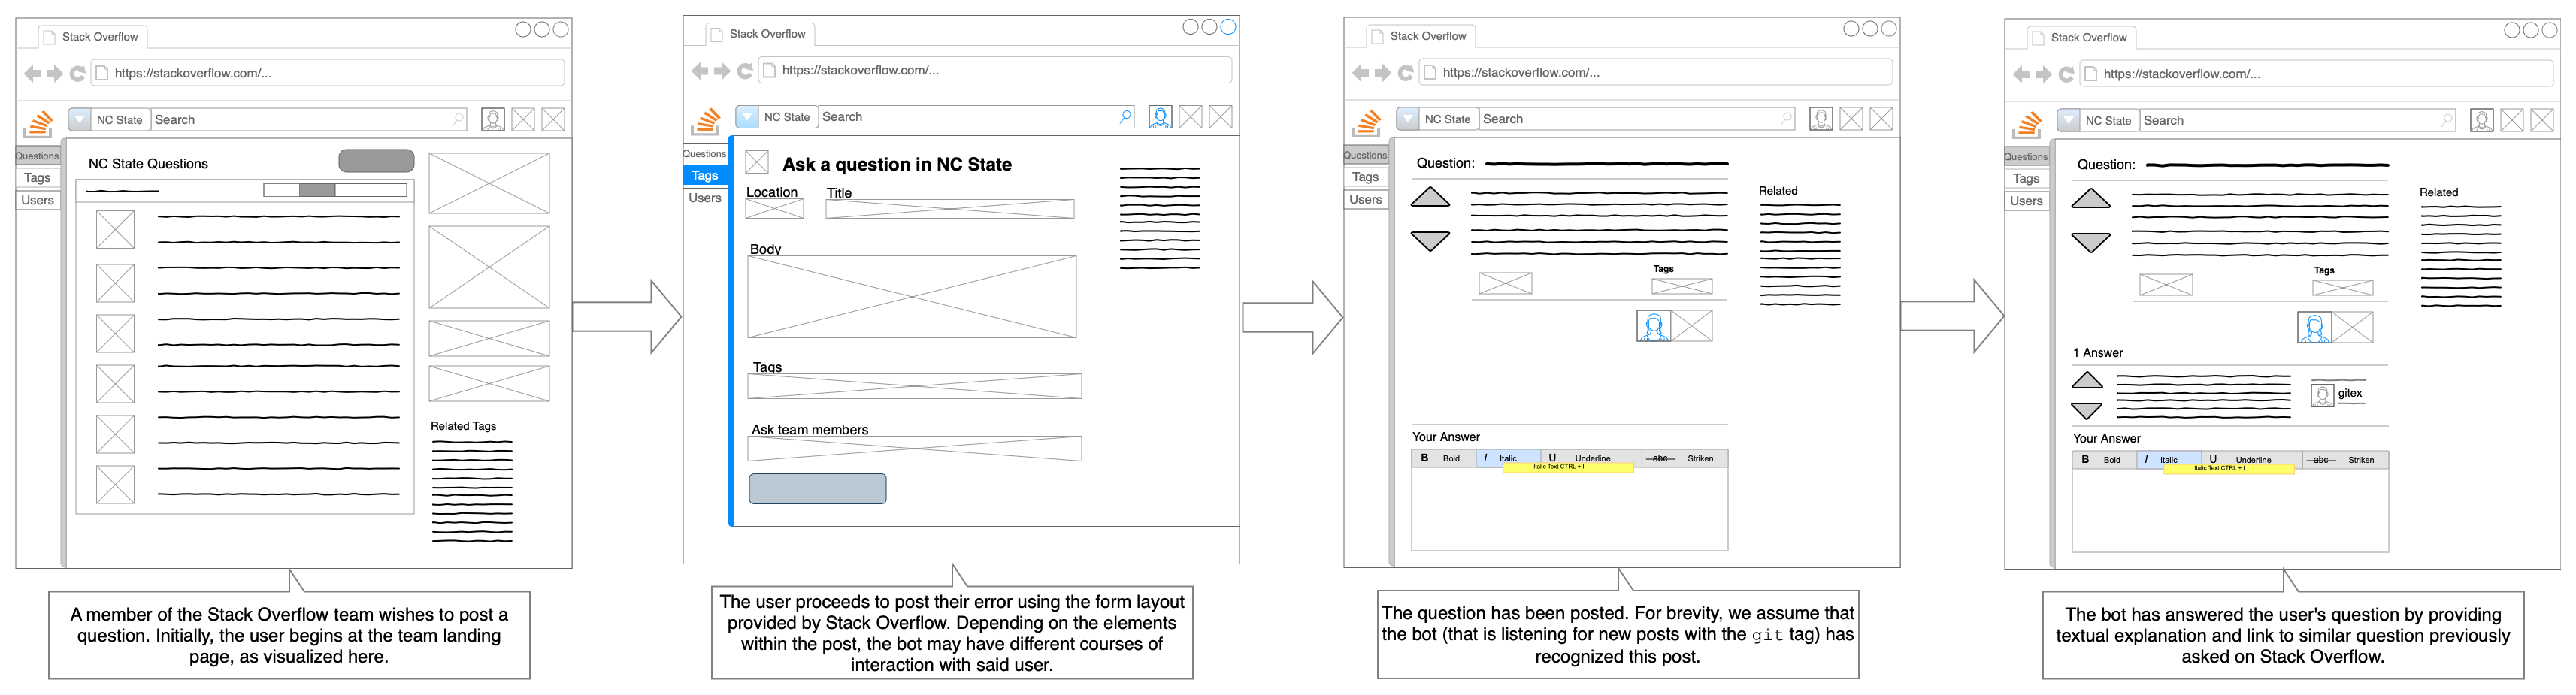 Stack Overflow
https://stackoverflow.com/...
NC State
Search
Questions
Tags
Users
NC State Questions
Related Tags
A member of the Stack Overflow team wishes to post a
question. Initially, the user begins at the team landing
page, as visualized here.
Stack Overflow
https://stackoverflow.com/...
NC State
Search
Questions
Tags
Users
Ask a question in NC State
Location
Title
Body
Tags
Ask team members
The user proceeds to post their error using the form layout
provided by Stack Overflow. Depending on the elements
within the post, the bot may have different courses of
interaction with said user.
Stack Overflow
https://stackoverflow.com/...
NC State
Search
Questions
Tags
Users
Question:
Related
Tags
Your Answer
B Bold I Italic U Underline abc Striken
Italic Text CTRL + I
The question has been posted. For brevity, we assume that
the bot (that is listening for new posts with the git tag) has
recognized this post.
Stack Overflow
https://stackoverflow.com/...
NC State
Search
Questions
Tags
Users
Question:
Related
Tags
1 Answer
gitex
Your Answer
B Bold I Italic U Underline abc Striken
Italic Text CTRL + I
The bot has answered the user's question by providing
textual explanation and link to similar question previously
asked on Stack Overflow.